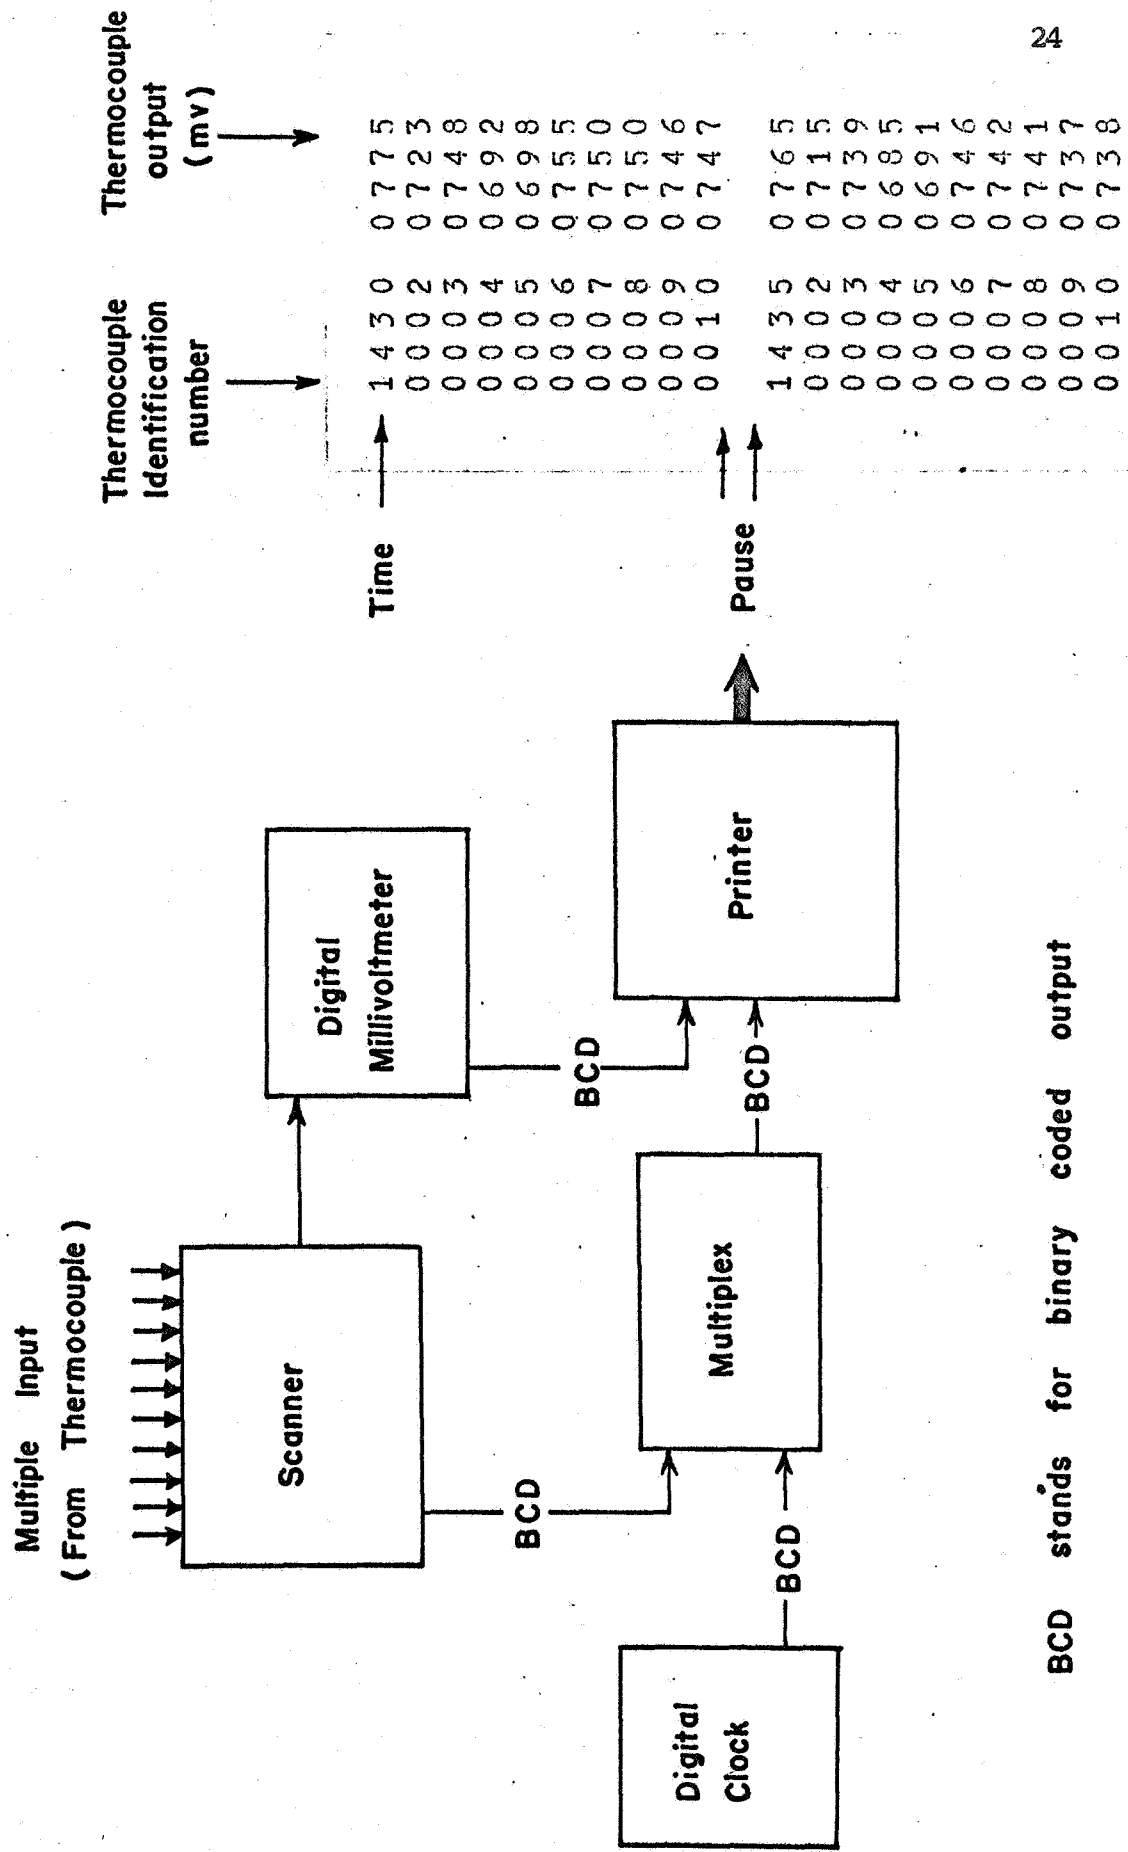 24
Multiple Input
(From Thermocouple)
Scanner
Digital
Millivoltmeter
BCD
BCD
Digital
Clock
BCD
Multiplex
BCD
Printer
Thermocouple
Identification
number
Thermocouple
output
(mv)
Time
Pause
1430 0775
0002 0723
0003 0748
0004 0692
0005 0698
0006 0755
0007 0750
0008 0750
0009 0746
0010 0747
1435 0765
0002 0715
0003 0739
0004 0685
0005 0691
0006 0746
0007 0742
0008 0741
0009 0737
0010 0738
BCD stands for binary coded output